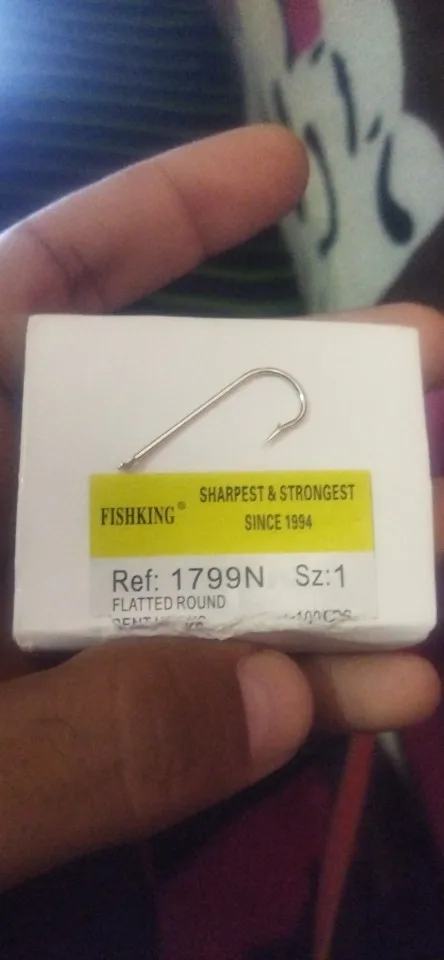 SHARPEST & STRONGEST
FISHKING®
SINCE 1994
Ref: 1799N Sz:1
FLATTED ROUND